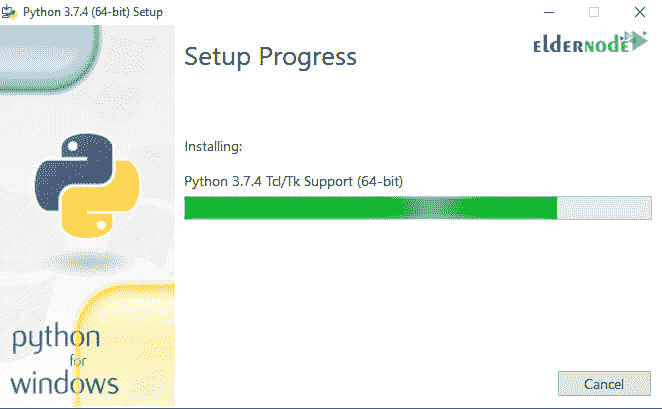 Python 3.7.4 (64-bit) Setup
eLDERNODE
Setup Progress
Installing:
Python 3.7.4 Tcl/Tk Support (64-bit)
python
for
windows
Cancel